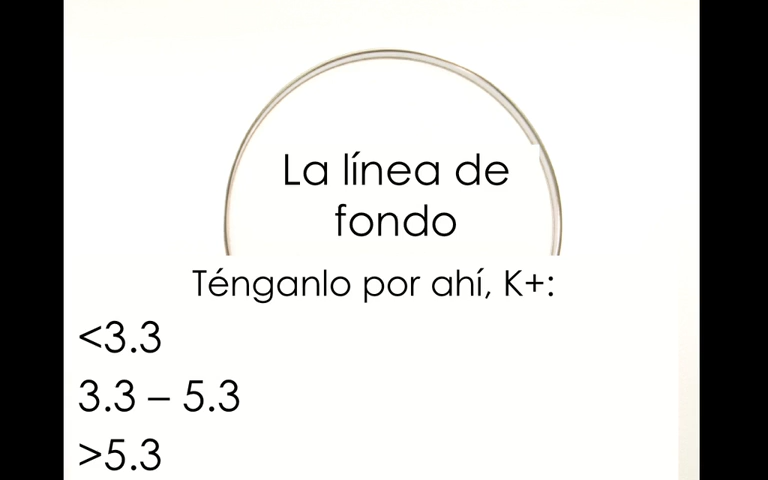 La línea de
fondo
Ténganlo por ahí, K+:
<3.3
3.3 – 5.3
>5.3